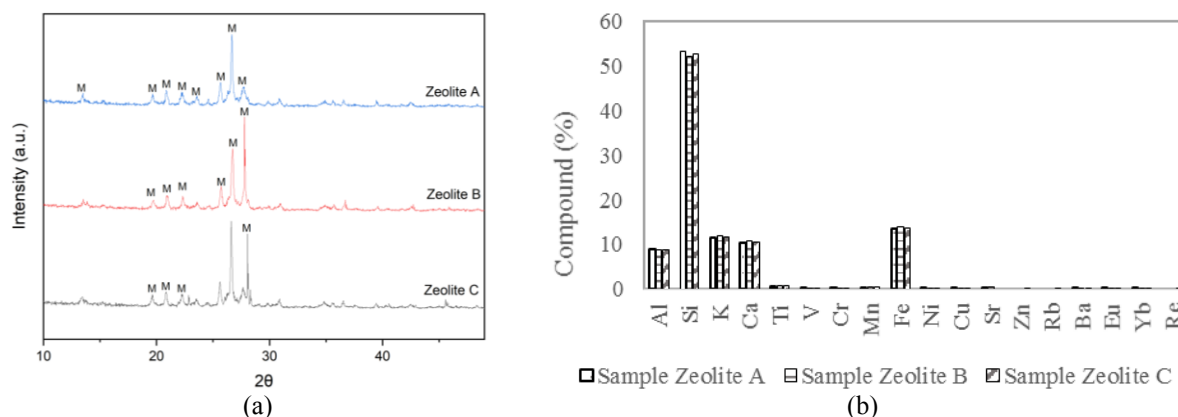 M
M
M
M
M
M
M
M
Zeolite A
M
M
M
M
M
M
Zeolite B
M
M
M
M
Zeolite C
Intensity (a.u.)
10
20
30
40
2θ
(a)
60
50
40
30
20
10
0
Compound (%)
Al
Si
K
Ca
Ti
V
Cr
Mn
Fe
Ni
Cu
Sr
Zn
Rb
Ba
Eu
Yb
Re
Sample Zeolite A
Sample Zeolite B
Sample Zeolite C
(b)